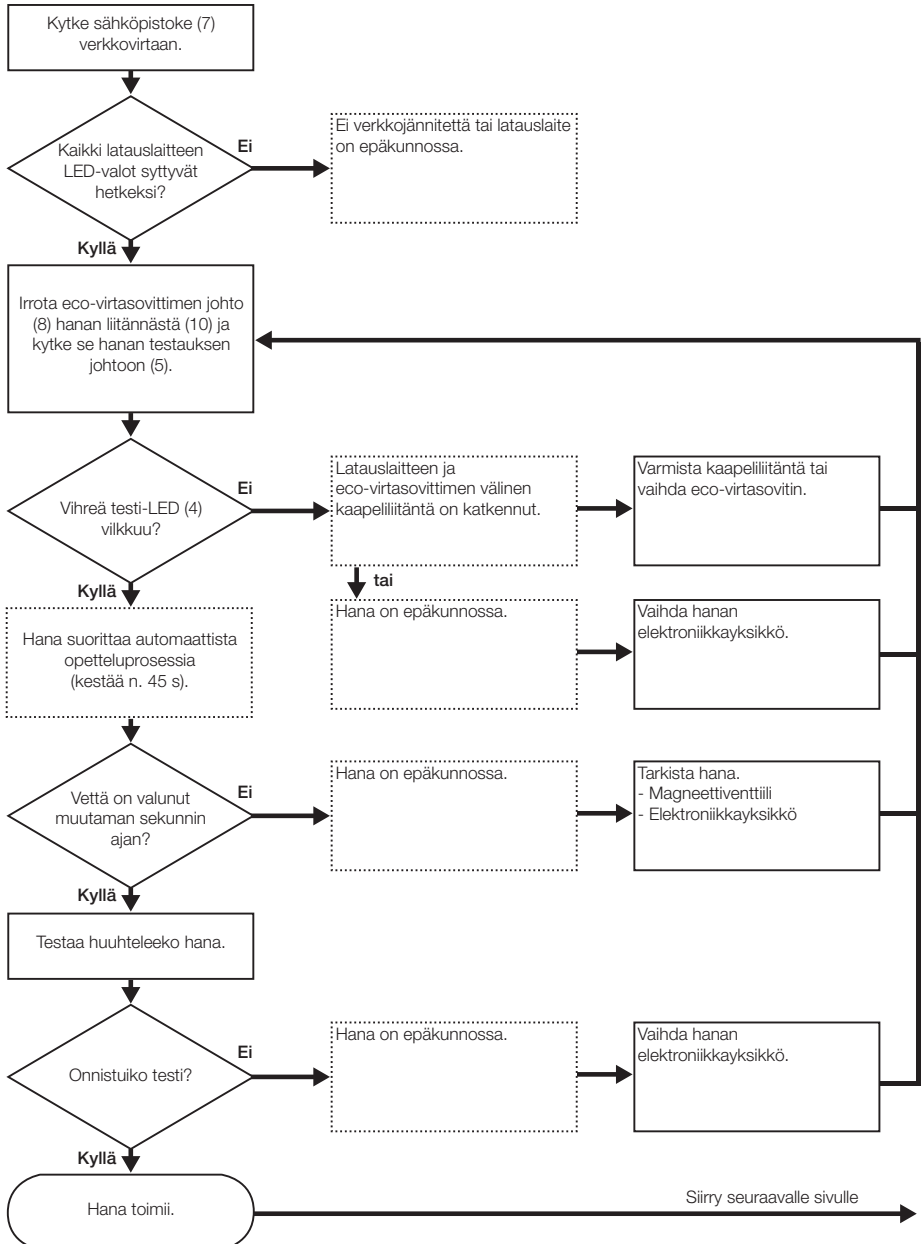 Kytke sähköpistoke (7)
verkkovirtaan.
Kaikki latauslaitteen
LED-valot syttyvät
hetkeksi?
Ei
Ei verkkojännitettä tai latauslaite
on epäkunnossa.
Kyllä
Irrota eco-virtasovittimen johto
(8) hanan liitännästä (10) ja
kytke se hanan testauksen
johtoon (5).
Vihreä testi-LED (4)
vilkkuu?
Ei
Latauslaitteen ja
eco-virtasovittimen välinen
kaapeliliitäntä on katkennut.
Varmista kaapeliliitäntä tai
vaihda eco-virtasovitin.
tai
Hana on epäkunnossa.
Vaihda hanan
elektroniikkayksikkö.
Kyllä
Hana suorittaa automaattista
opetteluprosessia
(kestää n. 45 s).
Vettä on valunut
muutaman sekunnin
ajan?
Ei
Hana on epäkunnossa.
Tarkista hana.
- Magneettiventtiili
- Elektroniikkayksikkö
Kyllä
Testaa huuhteleeko hana.
Onnistuiko testi?
Ei
Hana on epäkunnossa.
Vaihda hanan
elektroniikkayksikkö.
Kyllä
Hana toimii.
Siirry seuraavalle sivulle